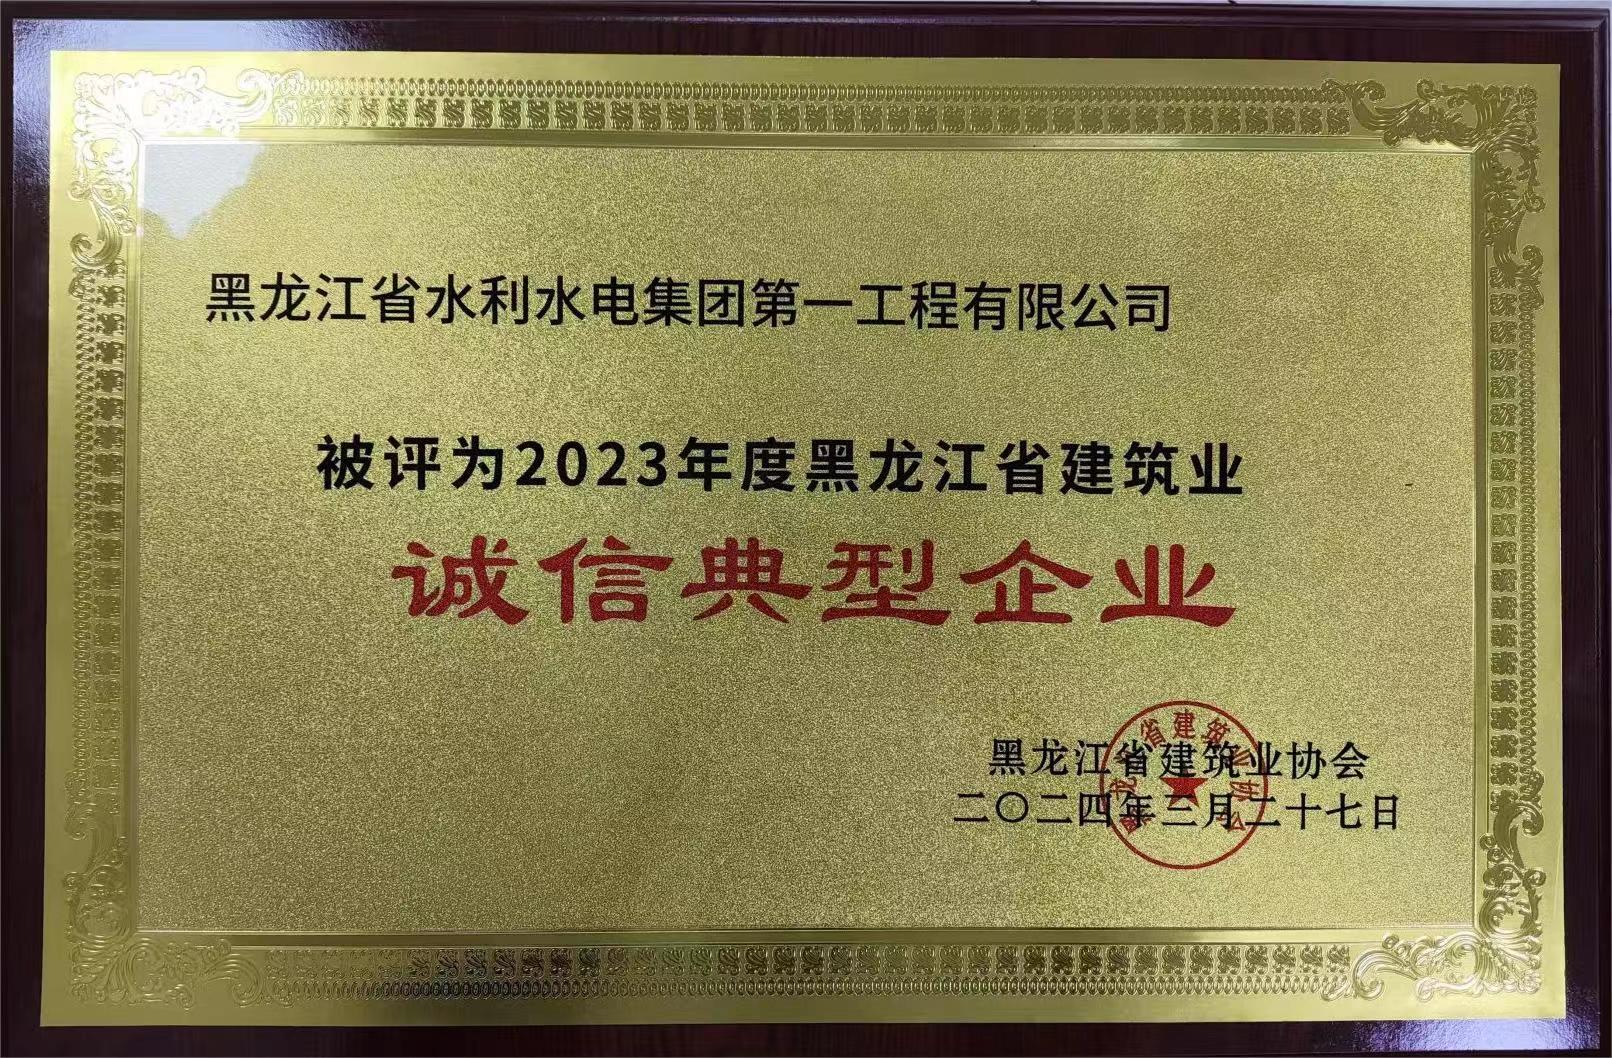 黑龙江省水利水电集团第一工程有限公司
被评为2023年度黑龙江省建筑业
诚信典型企业
黑龙江省建筑业协会
二〇二四年三月二十七日